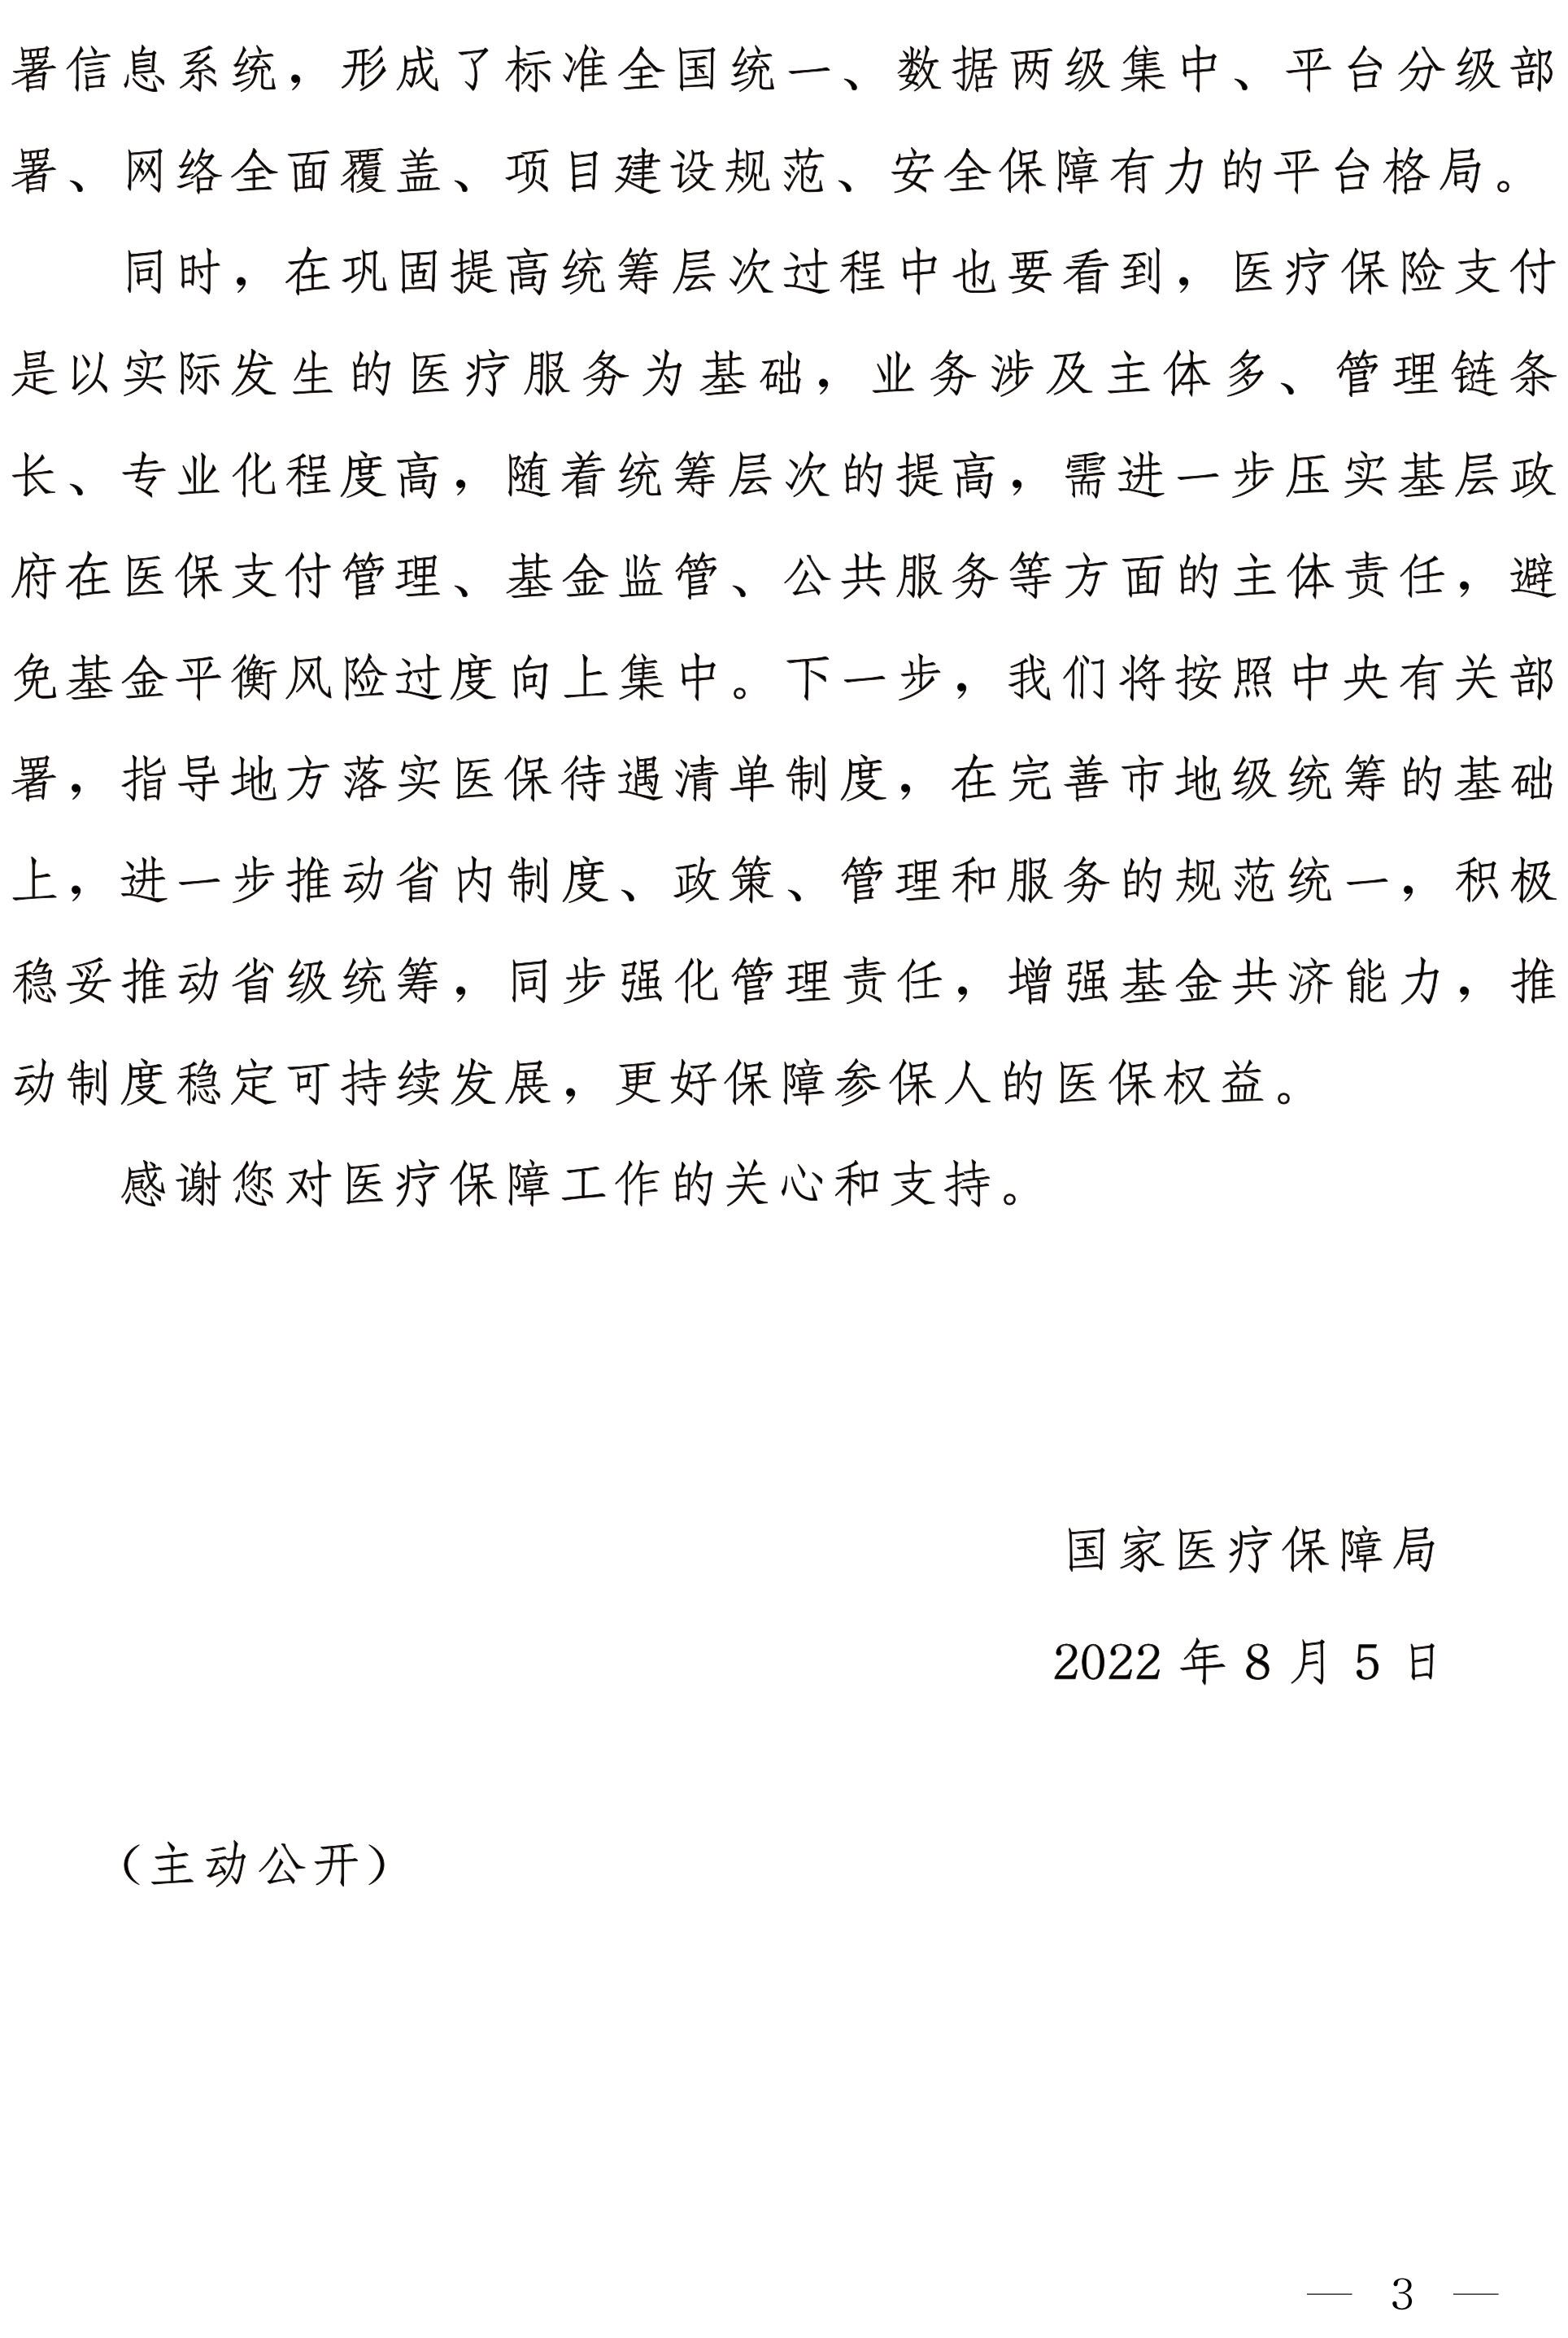 署信息系统，形成了标准全国统一、数据两级集中、平台分级部
署、网络全面覆盖、项目建设规范、安全保障有力的平台格局。
同时，在巩固提高统筹层次过程中也要看到，医疗保险支付
是以实际发生的医疗服务为基础，业务涉及主体多、管理链条
长、专业化程度高，随着统筹层次的提高，需进一步压实基层政
府在医保支付管理、基金监管、公共服务等方面的主体责任，避
免基金平衡风险过度向上集中。下一步，我们将按照中央有关部
署，指导地方落实医保待遇清单制度，在完善市地级统筹的基础
上，进一步推动省内制度、政策、管理和服务的规范统一，积极
稳妥推动省级统筹，同步强化管理责任，增强基金共济能力，推
动制度稳定可持续发展，更好保障参保人的医保权益。
感谢您对医疗保障工作的关心和支持。
国家医疗保障局
2022 年 8 月 5 日
（主动公开）
— 3 —